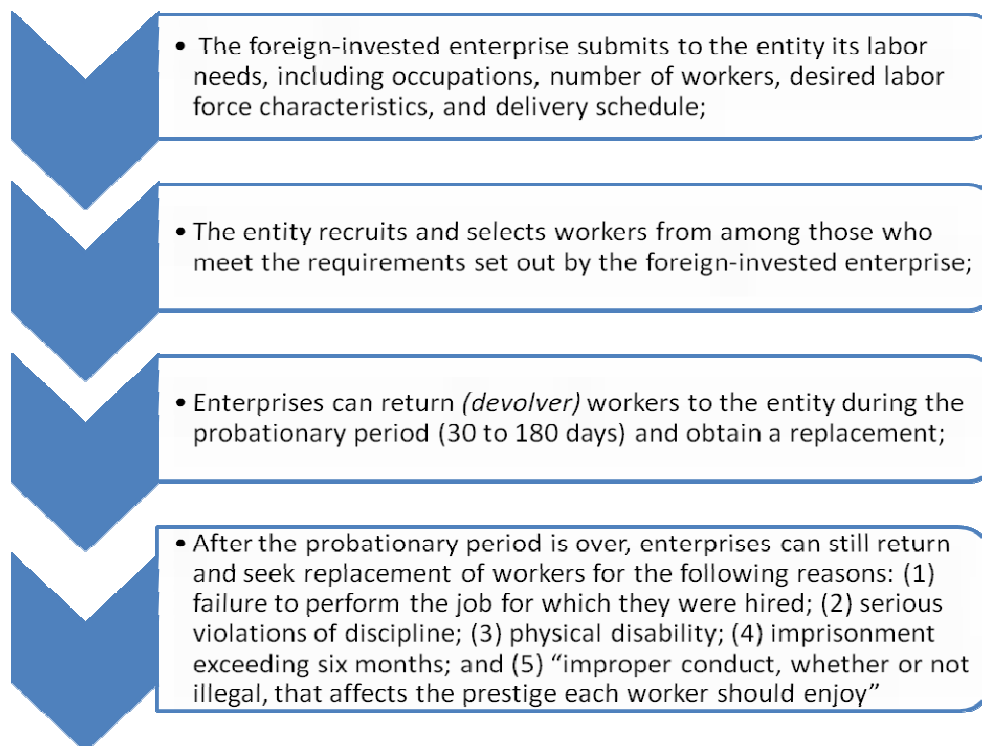 • The foreign-invested enterprise submits to the entity its labor
needs, including occupations, number of workers, desired labor
force characteristics, and delivery schedule;
• The entity recruits and selects workers from among those who
meet the requirements set out by the foreign-invested enterprise;
• Enterprises can return (devolver) workers to the entity during the
probationary period (30 to 180 days) and obtain a replacement;
• After the probationary period is over, enterprises can still return
and seek replacement of workers for the following reasons: (1)
failure to perform the job for which they were hired; (2) serious
violations of discipline; (3) physical disability; (4) imprisonment
exceeding six months; and (5) “improper conduct, whether or not
illegal, that affects the prestige each worker should enjoy”